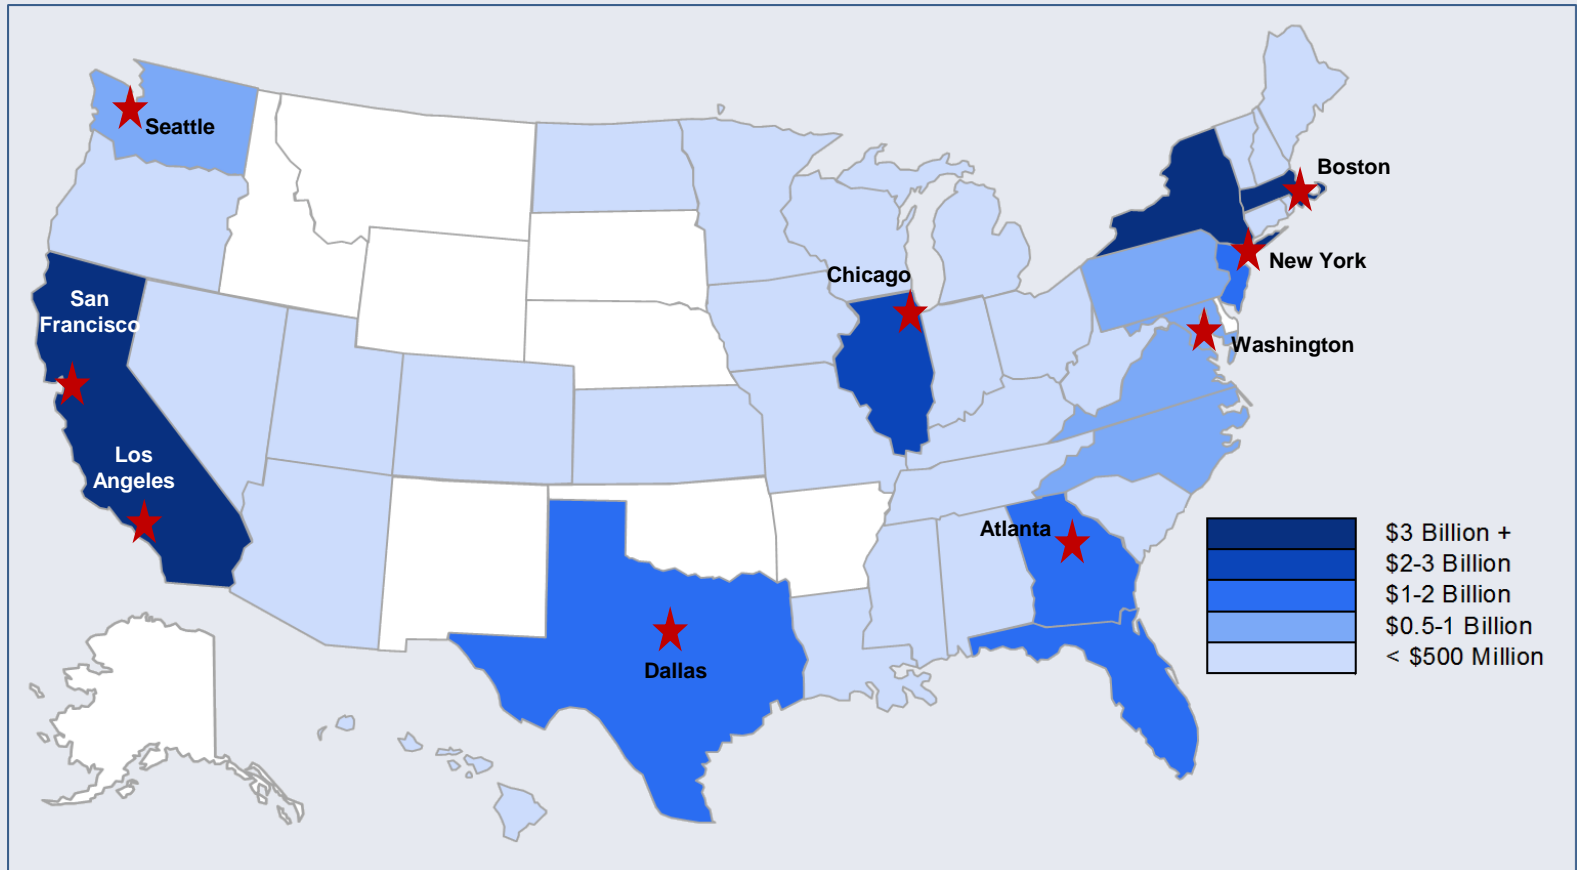 Seattle
Boston
New York
Chicago
San
Francisco
Washington
Los
Angeles
Atlanta
Dallas
$3 Billion +
$2-3 Billion
$1-2 Billion
$0.5-1 Billion
< $500 Million